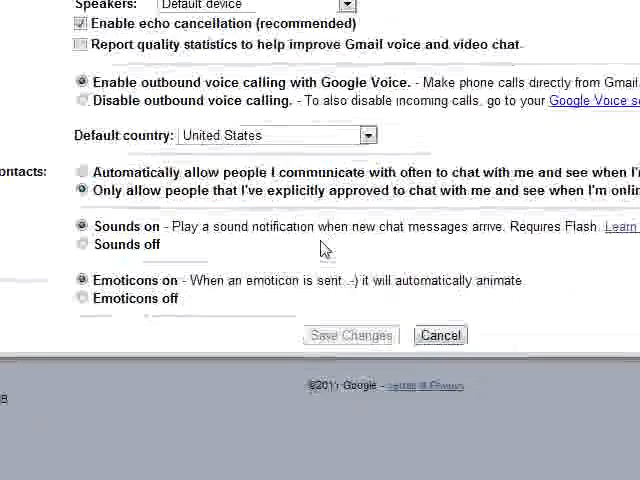 Speakers: Default device
Enable echo cancellation (recommended)
Report quality statistics to help improve Gmail voice and video chat.
Enable outbound voice calling with Google Voice. - Make phone calls directly from Gmail.
Disable outbound voice calling. - To also disable incoming calls, go to your Google Voice se
Default country: United States
ontacts: Automatically allow people I communicate with often to chat with me and see when I'm
Only allow people that I've explicitly approved to chat with me and see when I'm onlin
Sounds on - Play a sound notification when new chat messages arrive. Requires Flash. Learn
Sounds off
Emoticons on - When an emoticon is sent :-) it will automatically animate
Emoticons off
Save Changes Cancel
©2011 Google - Terms & Privacy